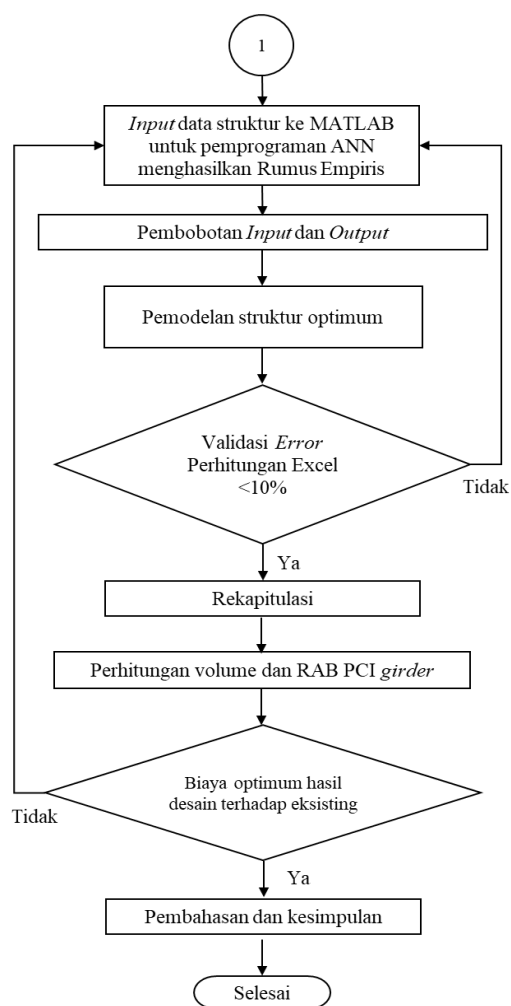 1
Input data struktur ke MATLAB
untuk pemprograman ANN
menghasilkan Rumus Empiris
Pembobotan Input dan Output
Pemodelan struktur optimum
Validasi Error
Perhitungan Excel
<10%
Tidak
Ya
Rekapitulasi
Perhitungan volume dan RAB PCI girder
Biaya optimum hasil
desain terhadap eksisting
Tidak
Ya
Pembahasan dan kesimpulan
Selesai